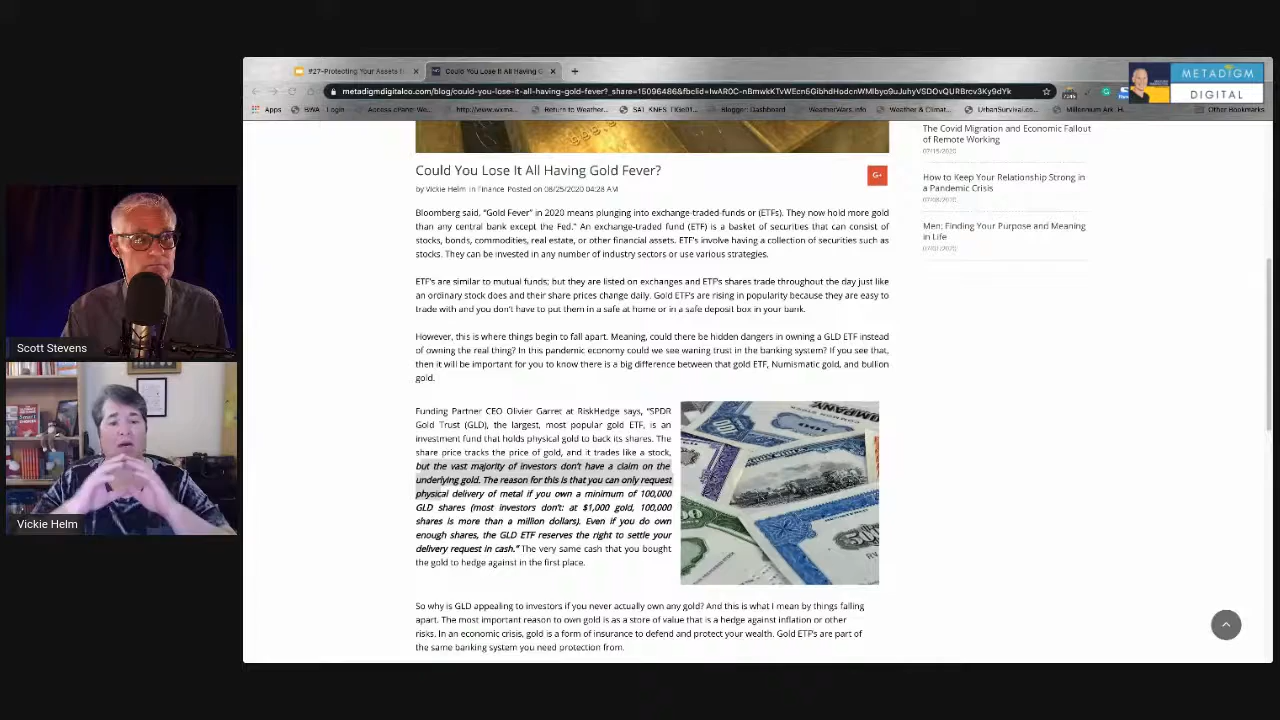 #27-Protecting Your Assets
Could You Lose It All Having G
METADIGM
DIGITAL
metadigmdigitalco.com/blog/could-you-lose-it-all-having-gold-fever?_share=15096486&fbclid=
Apps
BWA Login
Access cPanel
Return to Weather...
SAT_KNES_TIGe01...
Blogger: Dashboard
WeatherWars.info
Weather & Climat...
UrbanSurvival.co...
Millennium Ark...
Other Bookmarks
The Covid Migration and Economic Fallout
of Remote Working
07/15/2020
How to Keep Your Relationship Strong in
a Pandemic Crisis
07/08/2020
Men; Finding Your Purpose and Meaning
in Life
Could You Lose It All Having Gold Fever?
G+
by Vickie Helm in Finance Posted on 08/25/2020 04:28 AM
Bloomberg said, “Gold Fever” in 2020 means plunging into exchange-traded-funds or (ETFs). They now hold more gold
than any central bank except the Fed.” An exchange-traded fund (ETF) is a basket of securities that can consist of
stocks, bonds, commodities, real estate, or other financial assets. ETF's involve having a collection of securities such as
stocks. They can be invested in any number of industry sectors or use various strategies.
ETF's are similar to mutual funds; but they are listed on exchanges and ETF's shares trade throughout the day just like
an ordinary stock does and their share prices change daily. Gold ETF's are rising in popularity because they are easy to
trade with and you don't have to put them in a safe at home or in a safe deposit box in your bank.
However, this is where things begin to fall apart. Meaning, could there be hidden dangers in owning a GLD ETF instead
of owning the real thing? In this pandemic economy could we see waning trust in the banking system? If you see that,
then it will be important for you to know there is a big difference between that gold ETF, Numismatic gold, and bullion
gold.
Funding Partner CEO Olivier Garret at RiskHedge says, “SPDR
Gold Trust (GLD), the largest, most popular gold ETF, is an
investment fund that holds physical gold to back its shares. The
share price tracks the price of gold, and it trades like a stock,
but the vast majority of investors don't have a claim on the
underlying gold. The reason for this is that you can only request
physical delivery of metal if you own a minimum of 100,000
GLD shares (most investors don't: at $1,000 gold, 100,000
shares is more than a million dollars). Even if you do own
enough shares, the GLD ETF reserves the right to settle your
delivery request in cash.” The very same cash that you bought
the gold to hedge against in the first place.
So why is GLD appealing to investors if you never actually own any gold? And this is what I mean by things falling
apart. The most important reason to own gold is as a store of value that is a hedge against inflation or other
risks. In an economic crisis, gold is a form of insurance to defend and protect your wealth. Gold ETF's are part of
the same banking system you need protection from.
Scott Stevens
Vickie Helm